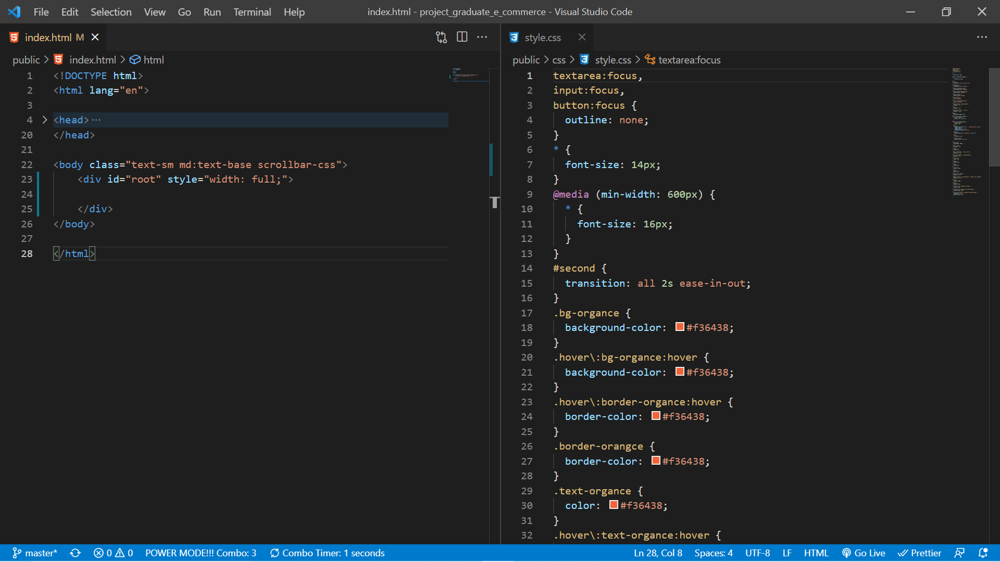 File Edit Selection View Go Run Terminal Help
index.html - project_graduate_e_commerce - Visual Studio Code
index.html M
public > index.html > html
1 <!DOCTYPE html>
2 <html lang="en">
3
4 <head>···
20 </head>
21
22 <body class="text-sm md:text-base scrollbar-css">
23 <div id="root" style="width: full;">
24
25 </div>
26 </body>
27
28 </html>
style.css
public > css > style.css > textarea:focus
1 textarea:focus,
2 input:focus,
3 button:focus {
4 outline: none;
5 }
6 * {
7 font-size: 14px;
8 }
9 @media (min-width: 600px) {
10 * {
11 font-size: 16px;
12 }
13 }
14 #second {
15 transition: all 2s ease-in-out;
16 }
17 .bg-organce {
18 background-color: #f36438;
19 }
20 .hover\:bg-organce:hover {
21 background-color: #f36438;
22 }
23 .hover\:border-organce:hover {
24 border-color: #f36438;
25 }
26 .border-orangce {
27 border-color: #f36438;
28 }
29 .text-organce {
30 color: #f36438;
31 }
32 .hover\:text-organce:hover {
master* 0 0 POWER MODE!!! Combo: 3 Combo Timer: 1 seconds Ln 28, Col 8 Spaces: 4 UTF-8 LF HTML Go Live Prettier